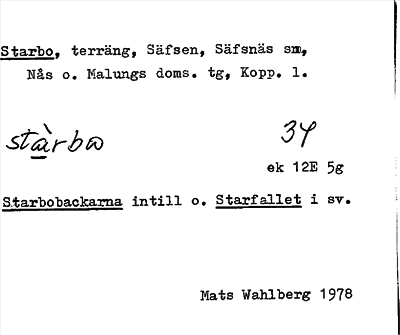 Starbo, terräng, Säfsen, Säfsnäs sn,
Nås o. Malungs doms. tg, Kopp. l.
34
ek 12E 5g
Starbobackarna intill o. Starfallet i sv.
Mats Wahlberg 1978